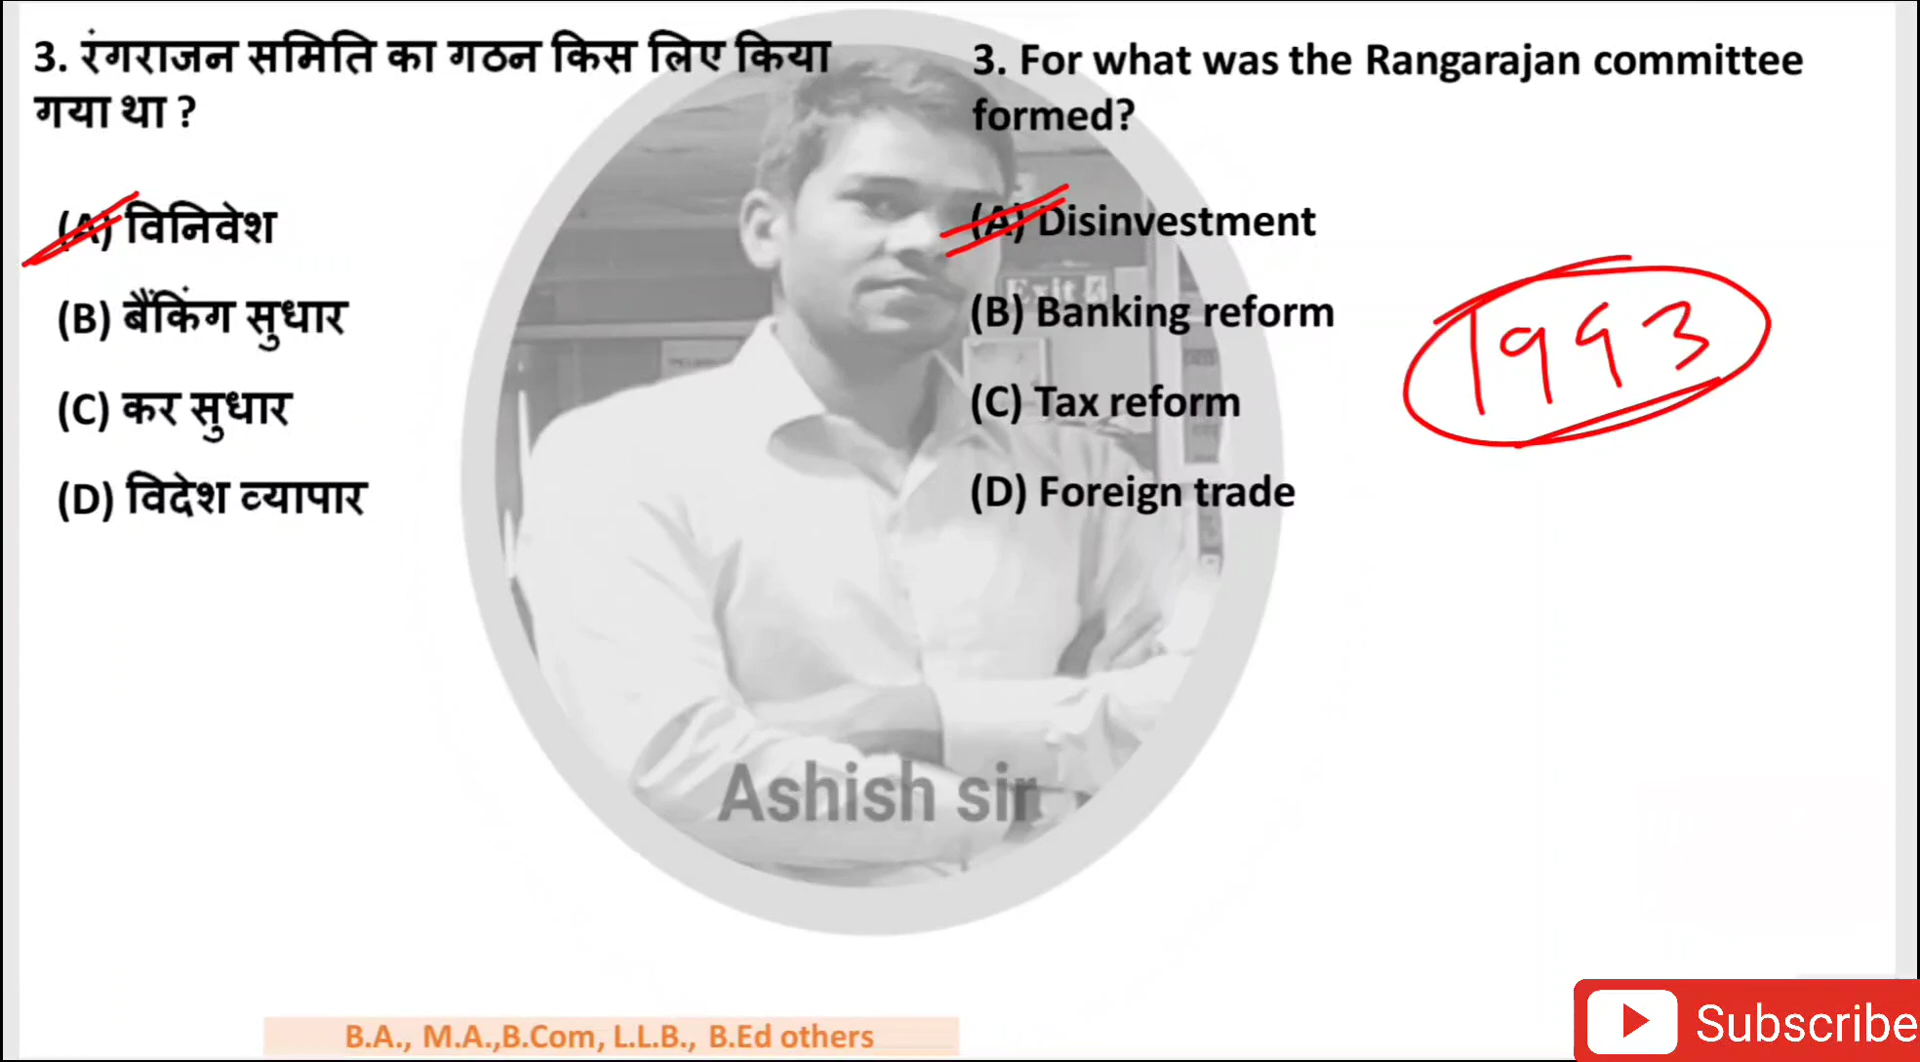 3. रंगराजन समिति का गठन किस लिए किया
गया था ?
(A) विनिवेश
(B) बैंकिंग सुधार
(C) कर सुधार
(D) विदेश व्यापार
3. For what was the Rangarajan committee
formed?
(A) Disinvestment
(B) Banking reform
(C) Tax reform
(D) Foreign trade
1993
Exit
Ashish sir
B.A., M.A.,B.Com, L.L.B., B.Ed others
Subscribe